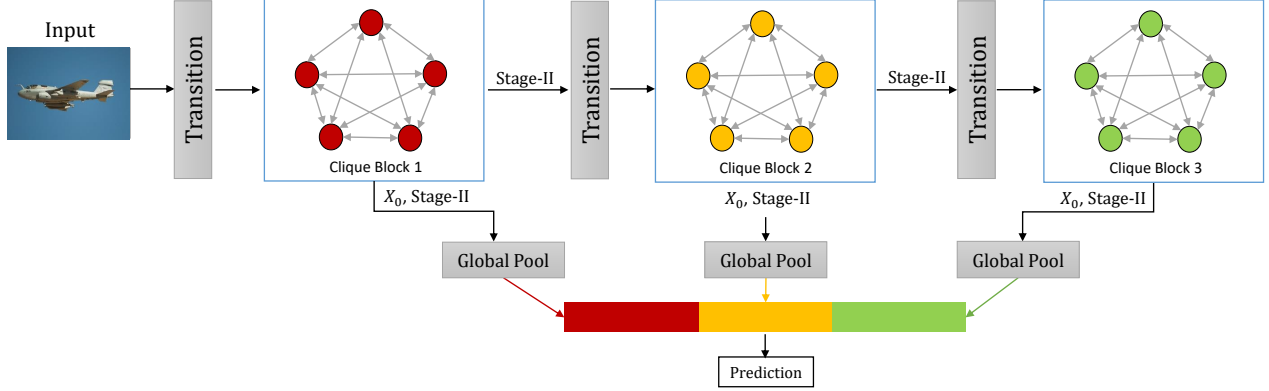 Input
Transition
Clique Block 1
Stage-II
Transition
Clique Block 2
Stage-II
Transition
Clique Block 3
X₀, Stage-II
X₀, Stage-II
X₀, Stage-II
Global Pool
Global Pool
Global Pool
Prediction